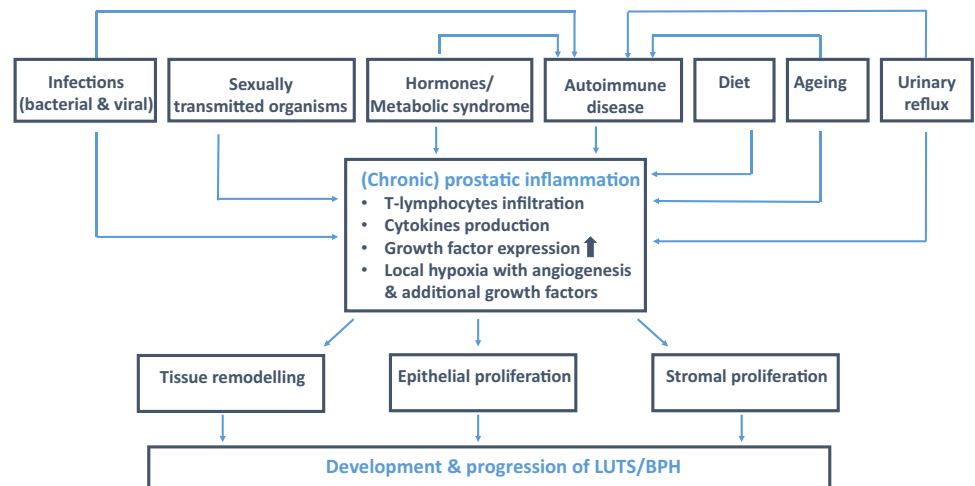 Infections
(bacterial & viral)
Sexually
transmitted organisms
Hormones/
Metabolic syndrome
Autoimmune
disease
Diet
Ageing
Urinary
reflux
(Chronic) prostatic inflammation
• T-lymphocytes infiltration
• Cytokines production
• Growth factor expression
• Local hypoxia with angiogenesis
& additional growth factors
Tissue remodelling
Epithelial proliferation
Stromal proliferation
Development & progression of LUTS/BPH